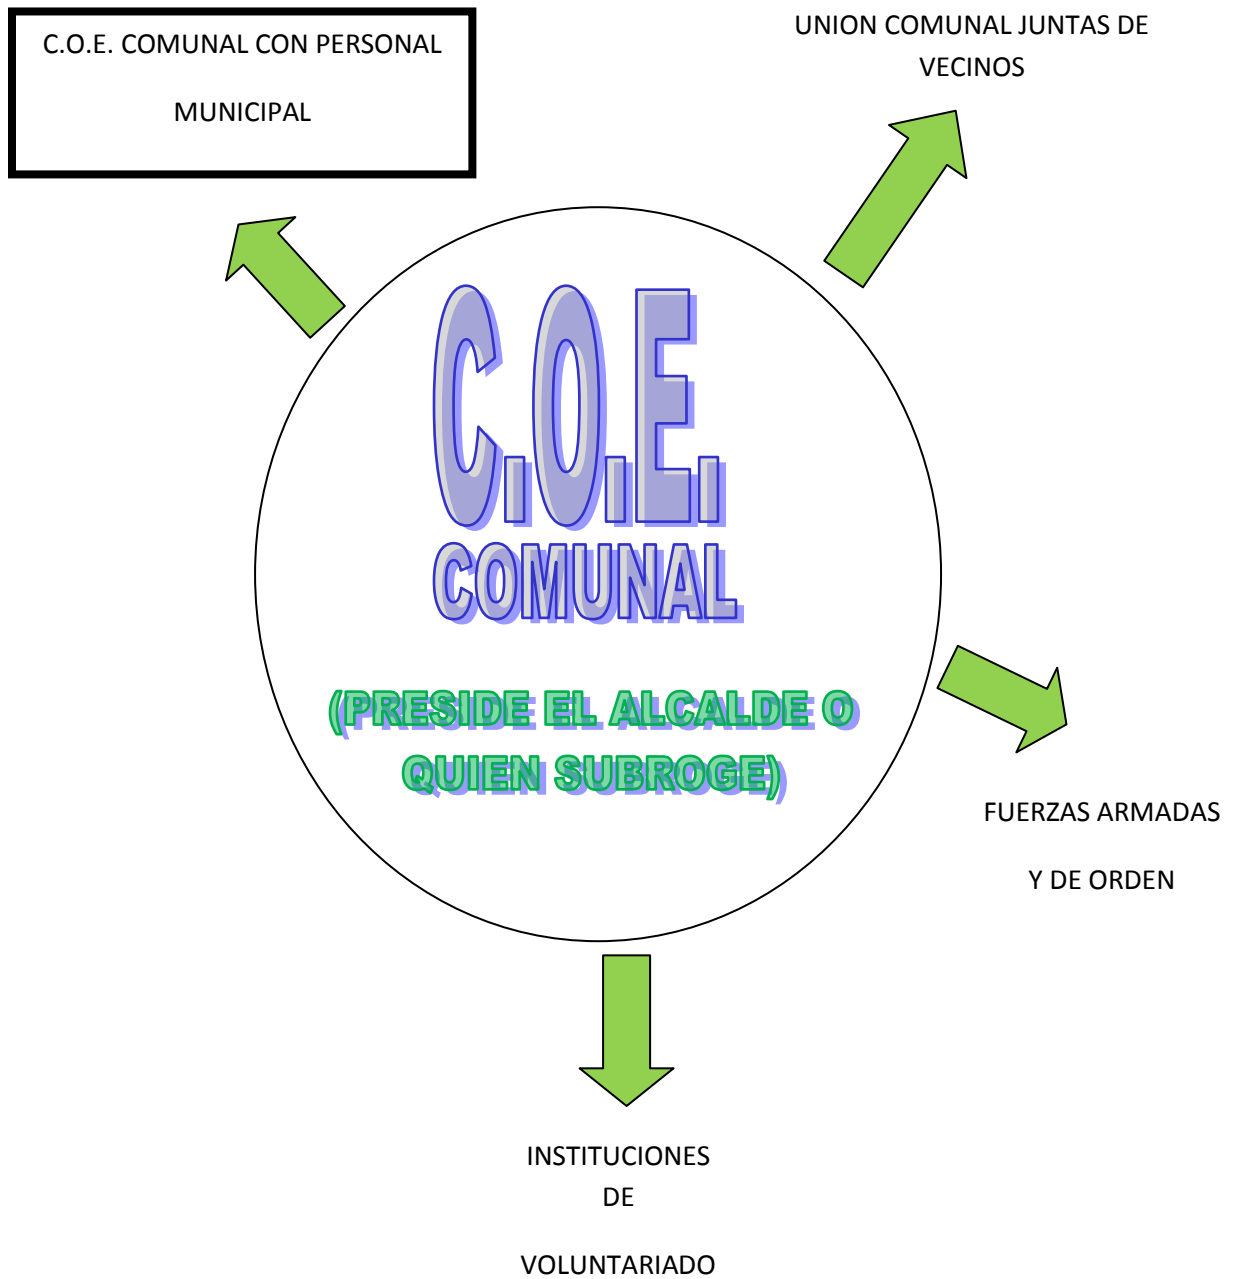 C.O.E. COMUNAL CON PERSONAL
MUNICIPAL
UNION COMUNAL JUNTAS DE
VECINOS
C.O.E.
COMUNAL
(PRESIDE EL ALCALDE O
QUIEN SUBROGE)
FUERZAS ARMADAS
Y DE ORDEN
INSTITUCIONES
DE
VOLUNTARIADO